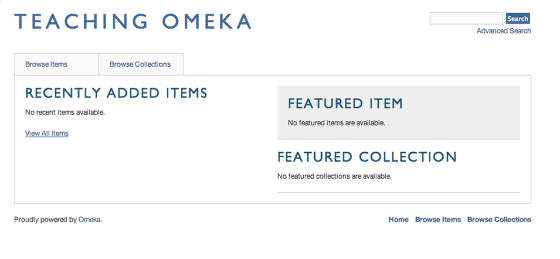 TEACHING OMEKA
Search
Advanced Search
Browse Items
Browse Collections
RECENTLY ADDED ITEMS
No recent items available.
View All Items
FEATURED ITEM
No featured items are available.
FEATURED COLLECTION
No featured collections are available.
Proudly powered by Omeka.
Home Browse Items Browse Collections